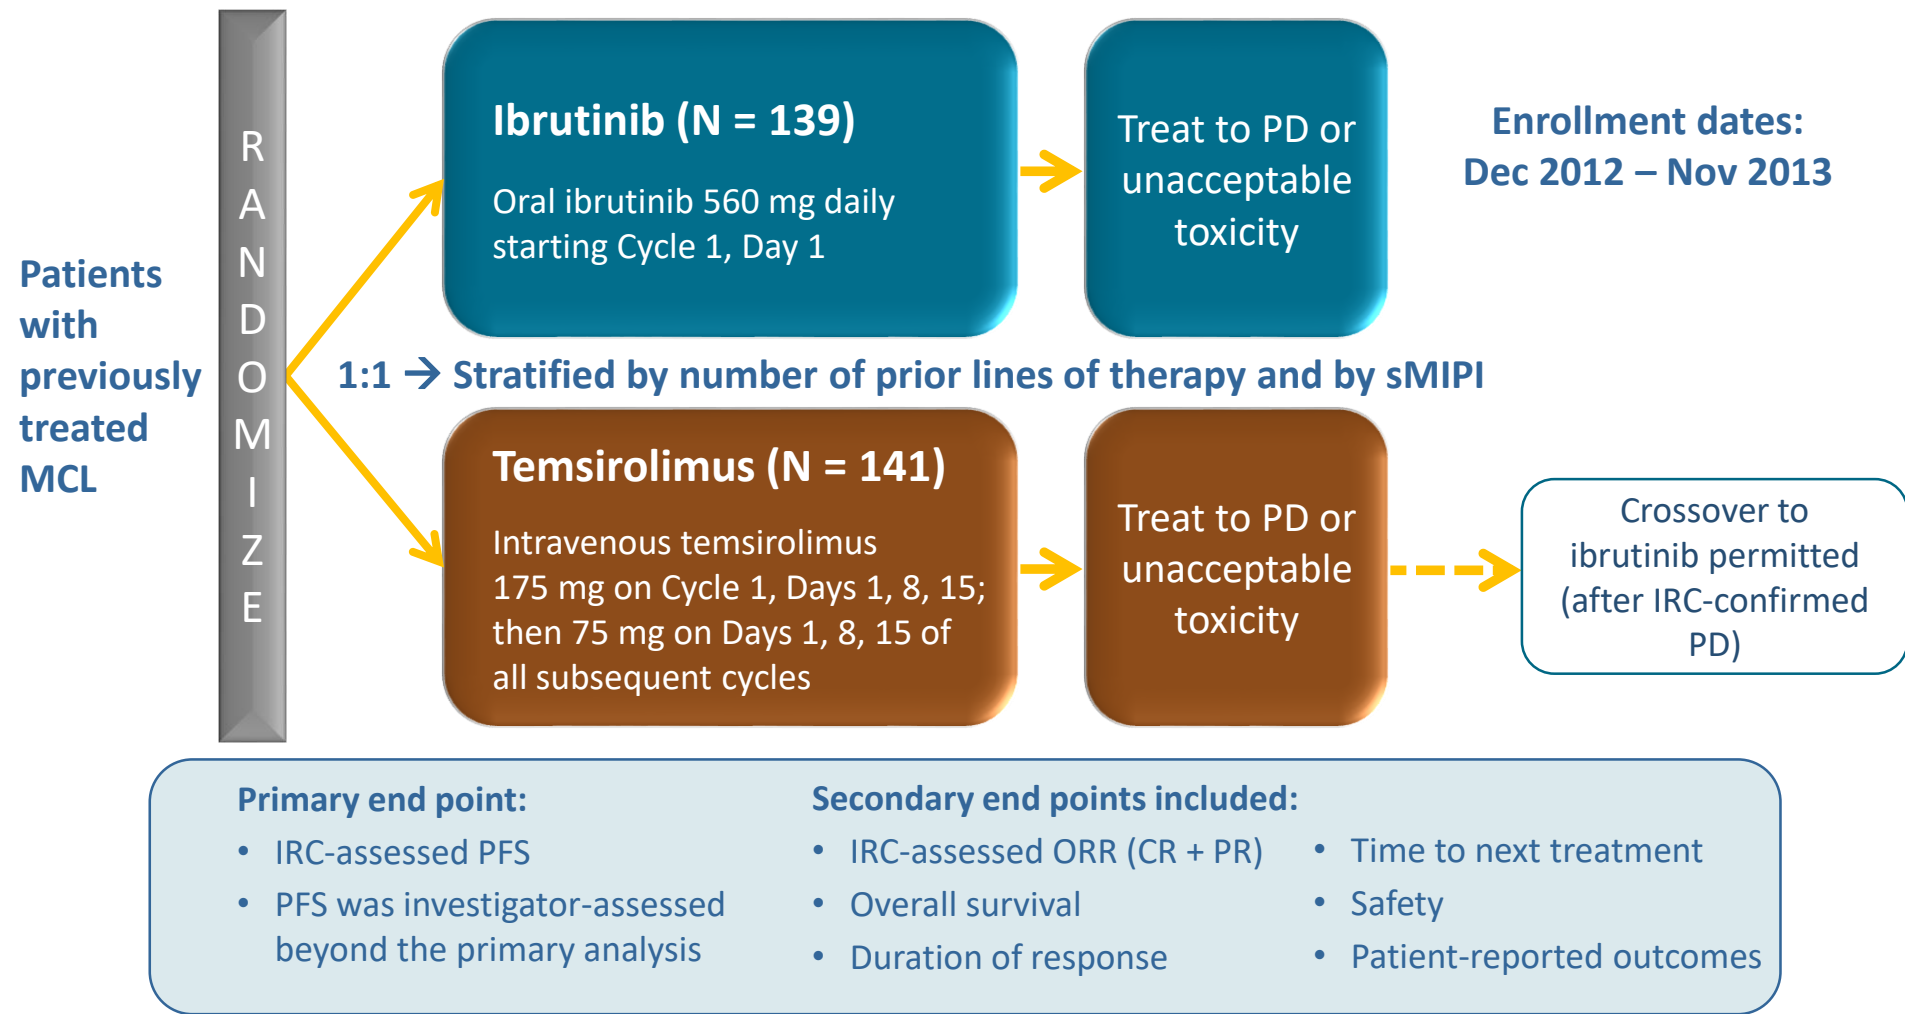 Patients
with
previously
treated
MCL
R
A
N
D
O
M
I
Z
E
Ibrutinib (N = 139)
Oral ibrutinib 560 mg daily
starting Cycle 1, Day 1
Treat to PD or
unacceptable
toxicity
Enrollment dates:
Dec 2012 – Nov 2013
1:1 → Stratified by number of prior lines of therapy and by sMIPI
Temsirolimus (N = 141)
Intravenous temsirolimus
175 mg on Cycle 1, Days 1, 8, 15;
then 75 mg on Days 1, 8, 15 of
all subsequent cycles
Treat to PD or
unacceptable
toxicity
Crossover to
ibrutinib permitted
(after IRC-confirmed
PD)
Primary end point:
• IRC-assessed PFS
• PFS was investigator-assessed
beyond the primary analysis
Secondary end points included:
• IRC-assessed ORR (CR + PR)
• Overall survival
• Duration of response
• Time to next treatment
• Safety
• Patient-reported outcomes